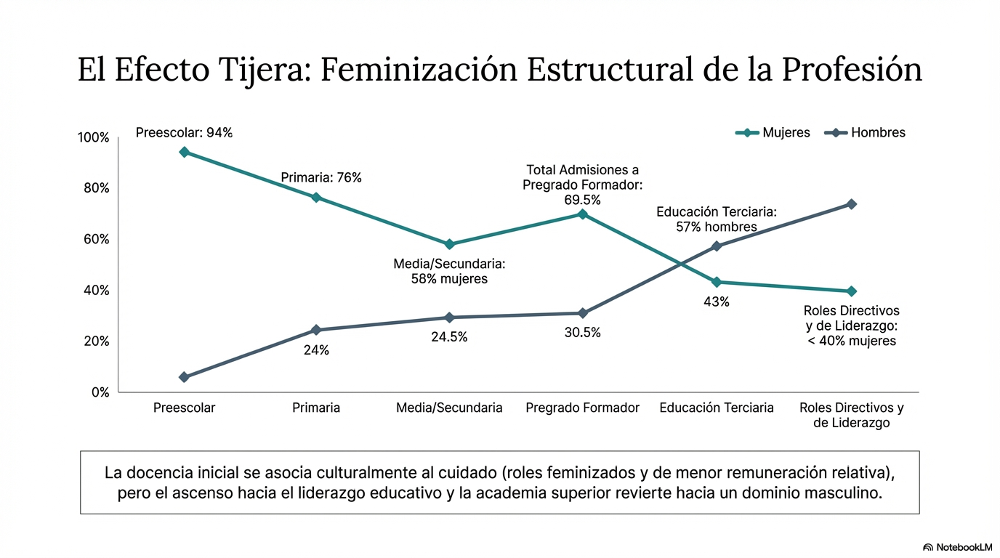 El Efecto Tijera: Feminización Estructural de la Profesión
Mujeres
Hombres
100%
80%
60%
40%
20%
0%
Preescolar: 94%
Primaria: 76%
Media/Secundaria:
58% mujeres
Total Admisiones a
Pregrado Formador:
69.5%
Educación Terciaria:
57% hombres
24%
24.5%
30.5%
43%
Roles Directivos
y de Liderazgo:
< 40% mujeres
Preescolar
Primaria
Media/Secundaria
Pregrado Formador
Educación Terciaria
Roles Directivos y
de Liderazgo
La docencia inicial se asocia culturalmente al cuidado (roles feminizados y de menor remuneración relativa),
pero el ascenso hacia el liderazgo educativo y la academia superior revierte hacia un dominio masculino.
NotebookLM